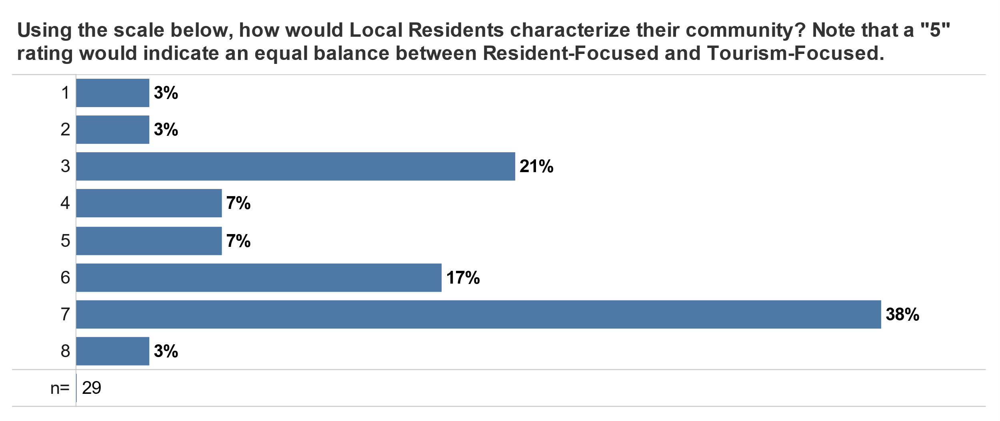 Using the scale below, how would Local Residents characterize their community? Note that a "5"
rating would indicate an equal balance between Resident-Focused and Tourism-Focused.
1 3%
2 3%
3 21%
4 7%
5 7%
6 17%
7 38%
8 3%
n= 29